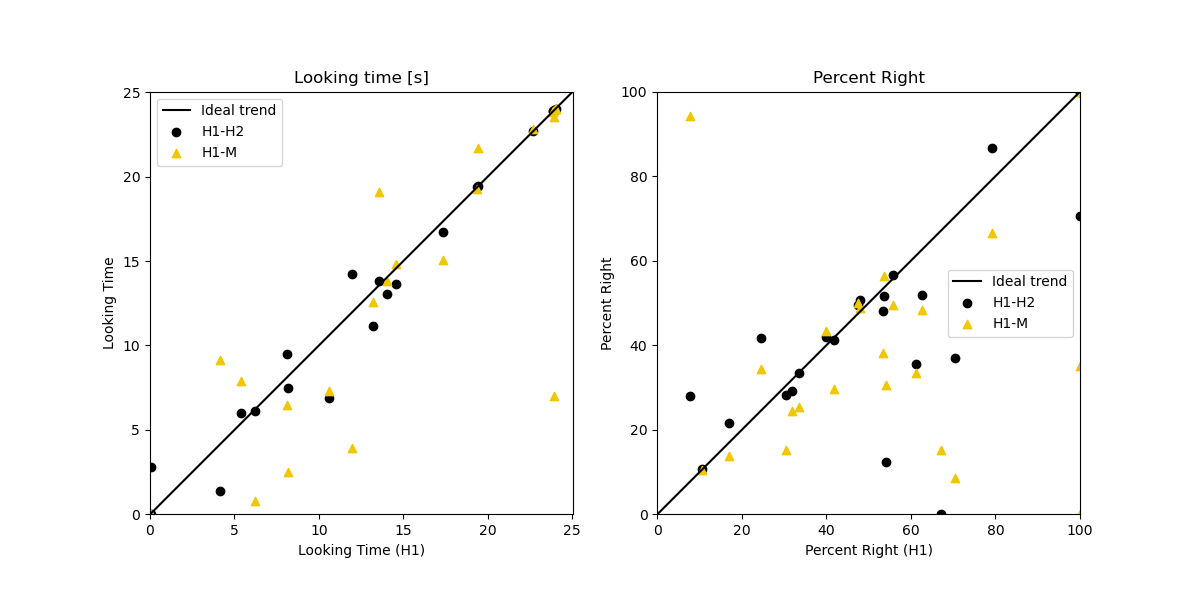 Looking time [s]
Ideal trend
H1-H2
H1-M
25
20
15
10
5
0
Looking Time
0 5 10 15 20 25
Looking Time (H1)
Percent Right
100
80
60
40
20
0
Percent Right
Ideal trend
H1-H2
H1-M
0 20 40 60 80 100
Percent Right (H1)